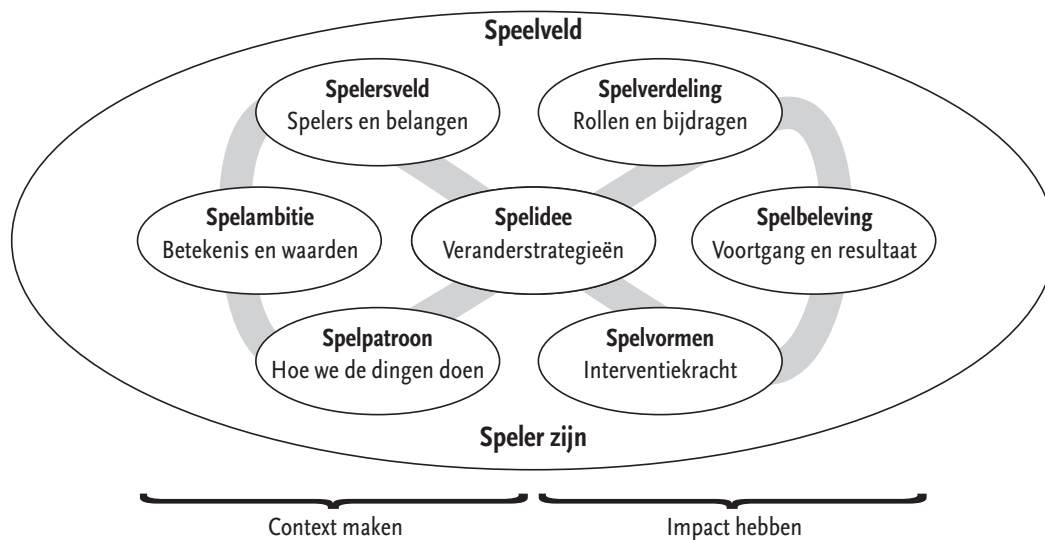 Speelveld
Spelersveld
Spelers en belangen
Spelverdeling
Rollen en bijdragen
Spelambitie
Betekenis en waarden
Spelidee
Veranderstrategieën
Spelbeleving
Voortgang en resultaat
Spelpatroon
Hoe we de dingen doen
Spelvormen
Interventiekracht
Speler zijn
Context maken
Impact hebben